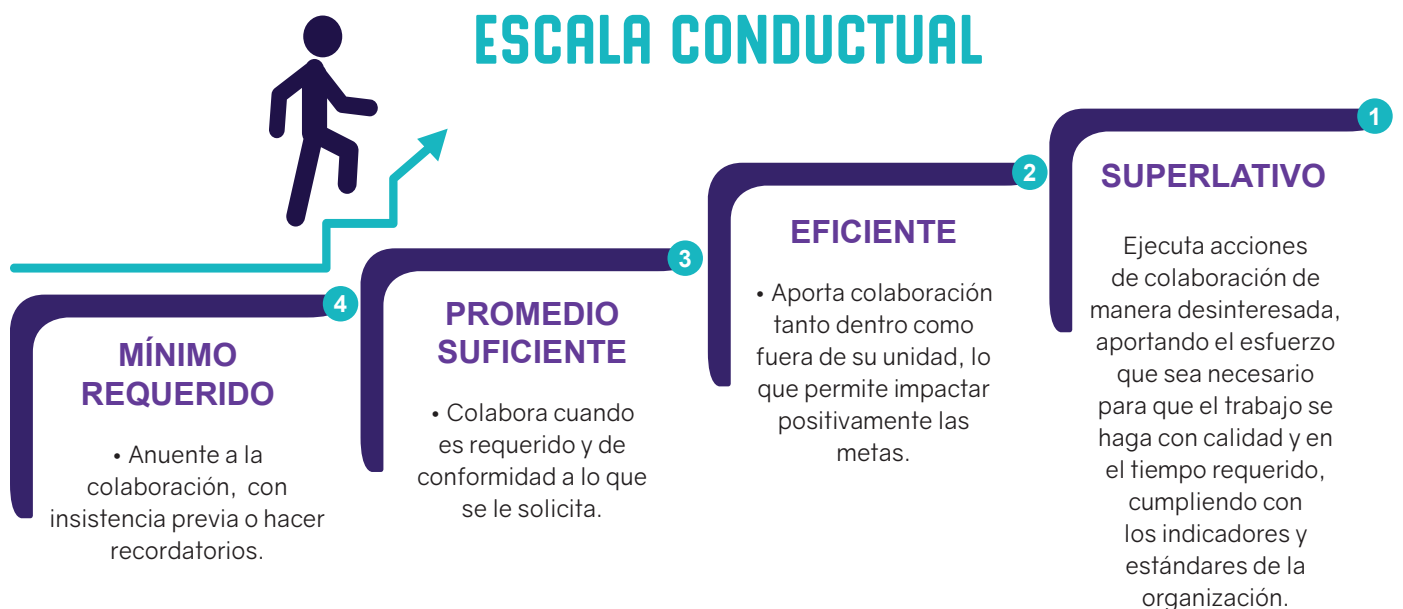 ESCALA CONDUCTUAL
4
MÍNIMO
REQUERIDO
• Anuente a la
colaboración, con
insistencia previa o hacer
recordatorios.
3
PROMEDIO
SUFICIENTE
• Colabora cuando
es requerido y de
conformidad a lo que
se le solicita.
2
EFICIENTE
• Aporta colaboración
tanto dentro como
fuera de su unidad, lo
que permite impactar
positivamente las
metas.
1
SUPERLATIVO
Ejecuta acciones
de colaboración de
manera desinteresada,
aportando el esfuerzo
que sea necesario
para que el trabajo se
haga con calidad y en
el tiempo requerido,
cumpliendo con
los indicadores y
estándares de la
organización.